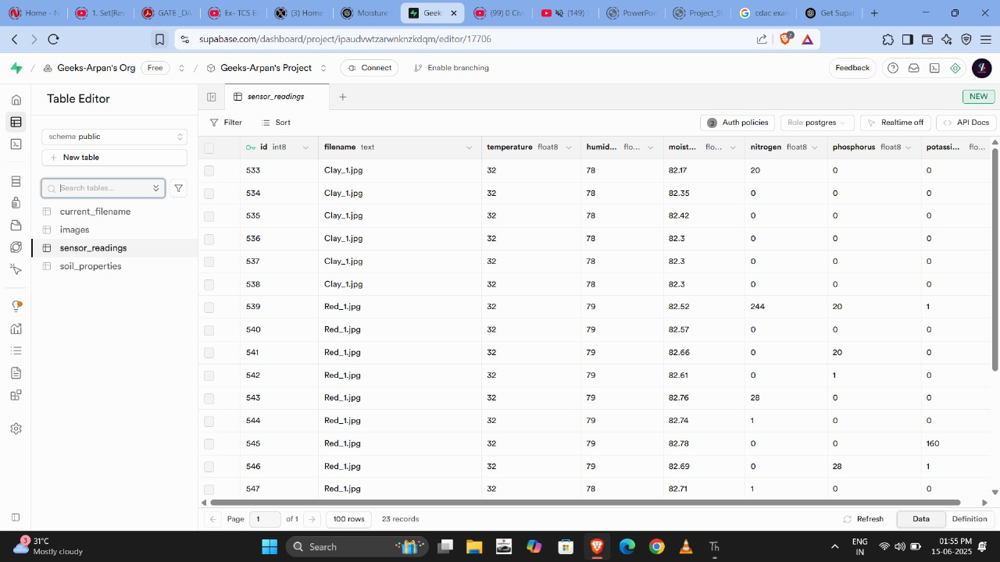 Home - N
1. Set|Rev
GATE _DA
Ex- TCS E
(3) Home
Moisture
Geeks
(99) 0 Civ
(149)
PowerPoi
Project_S
cdac exam
Get Supal
supabase.com/dashboard/project/ipaudvwtzarwnknzkdqm/editor/17706
2
/ Geeks-Arpan's Org Free / Geeks-Arpan's Project Connect Enable branching Feedback
Table Editor
sensor_readings
NEW
schema public
New table
Search tables...
current_filename
images
sensor_readings
soil_properties
Filter Sort 3 Auth policies Role postgres Realtime off API Docs
id int8 filename text temperature float8 humid... flo... moist... flo... nitrogen float8 phosphorus float8 potassi... flo...
533 Clay_1.jpg 32 78 82.17 20 0 0
534 Clay_1.jpg 32 78 82.35 0 0 0
535 Clay_1.jpg 32 78 82.42 0 0 0
536 Clay_1.jpg 32 78 82.3 0 0 0
537 Clay_1.jpg 32 78 82.3 0 0 0
538 Clay_1.jpg 32 78 82.3 0 0 0
539 Red_1.jpg 32 79 82.52 244 20 1
540 Red_1.jpg 32 79 82.57 0 0 0
541 Red_1.jpg 32 79 82.66 0 20 0
542 Red_1.jpg 32 79 82.61 0 1 0
543 Red_1.jpg 32 79 82.76 28 0 0
544 Red_1.jpg 32 79 82.74 1 0 0
545 Red_1.jpg 32 79 82.78 0 0 160
546 Red_1.jpg 32 79 82.69 0 28 1
547 Red_1.jpg 32 78 82.71 1 0 0
Page 1 of 1 100 rows 23 records Refresh Data Definition
3
31°C
Mostly cloudy
Search
Th
ENG
IN
01:55 PM
15-06-2025